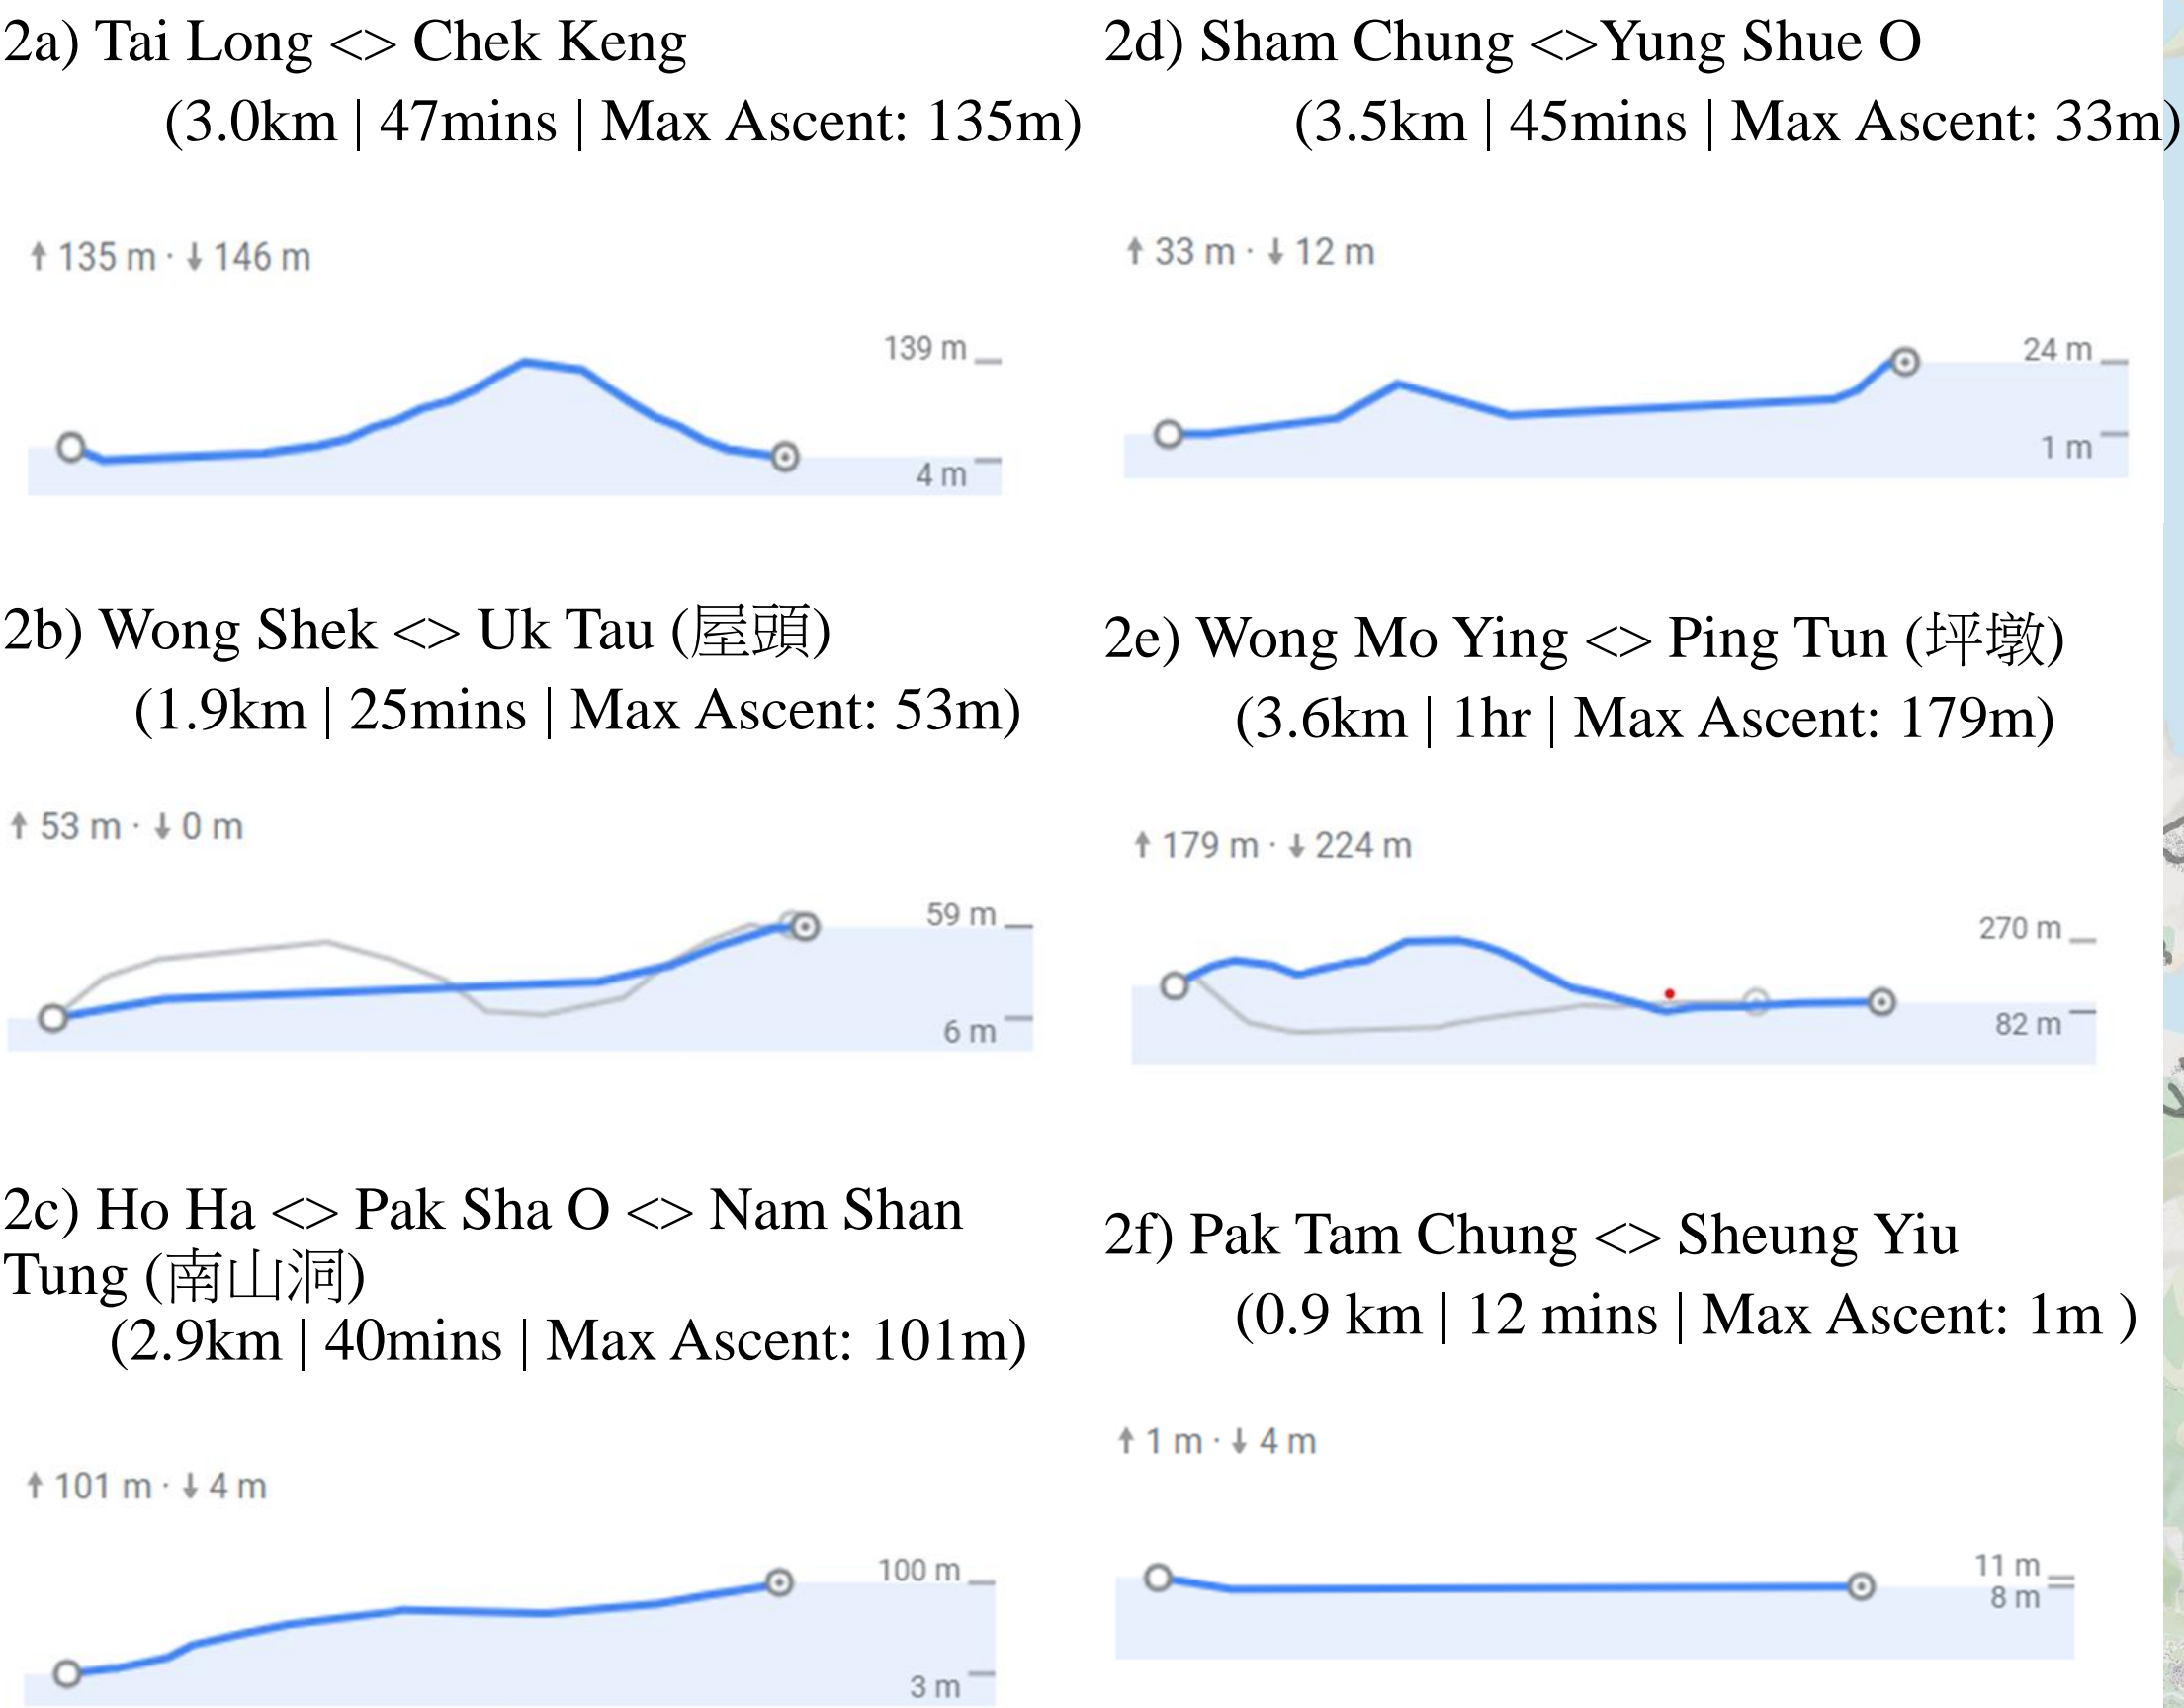 2a) Tai Long <> Chek Keng
(3.0km | 47mins | Max Ascent: 135m)
↑ 135 m · ↓ 146 m
139 m
4 m
2b) Wong Shek <> Uk Tau (屋頭)
(1.9km | 25mins | Max Ascent: 53m)
↑ 53 m · ↓ 0 m
59 m
6 m
2c) Ho Ha <> Pak Sha O <> Nam Shan
Tung (南山洞)
(2.9km | 40mins | Max Ascent: 101m)
↑ 101 m · ↓ 4 m
100 m
3 m
2d) Sham Chung <>Yung Shue O
(3.5km | 45mins | Max Ascent: 33m)
↑ 33 m · ↓ 12 m
24 m
1 m
2e) Wong Mo Ying <> Ping Tun (坪墩)
(3.6km | 1hr | Max Ascent: 179m)
↑ 179 m · ↓ 224 m
270 m
82 m
2f) Pak Tam Chung <> Sheung Yiu
(0.9 km | 12 mins | Max Ascent: 1m )
↑ 1 m · ↓ 4 m
11 m
8 m